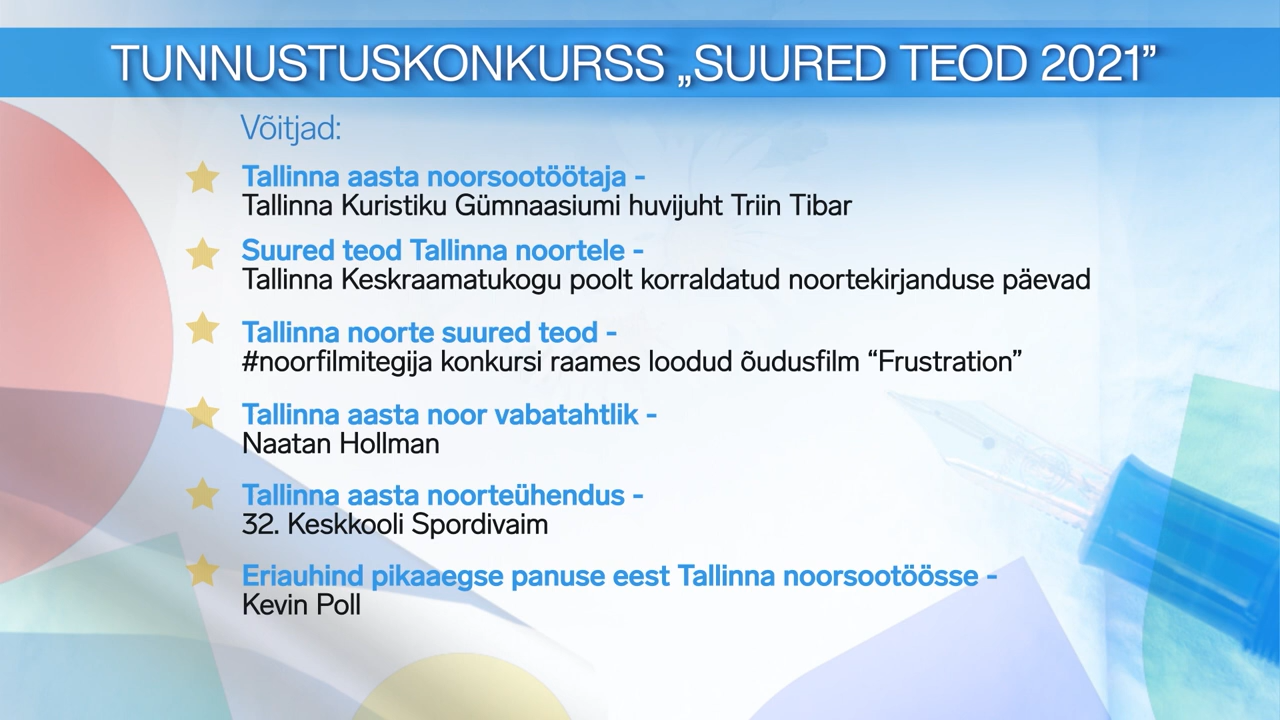 TUNNUSTUSKONKURSS „SUURED TEOD 2021”
Võitjad:
Tallinna aasta noorsootöötaja -
Tallinna Kuristiku Gümnaasiumi huvijuht Triin Tibar
Suured teod Tallinna noortele -
Tallinna Keskraamatukogu poolt korraldatud noortekirjanduse päevad
Tallinna noorte suured teod -
#noorfilmitegija konkursi raames loodud õudusfilm “Frustration”
Tallinna aasta noor vabatahtlik -
Naatan Hollman
Tallinna aasta noorteühendus -
32. Keskkooli Spordivaim
Eriauhind pikaaegse panuse eest Tallinna noorsootöösse -
Kevin Poll